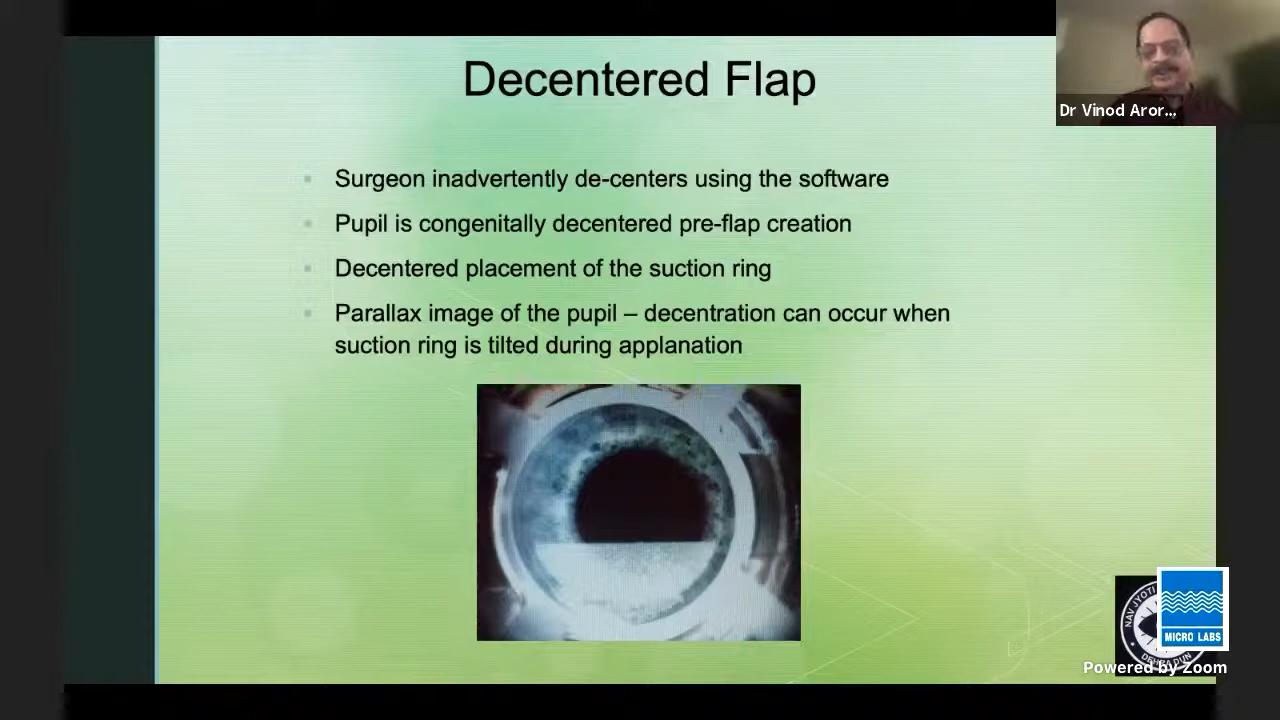 Decentered Flap
Dr Vinod Aror...
Surgeon inadvertently de-centers using the software
Pupil is congenitally decentered pre-flap creation
Decentered placement of the suction ring
Parallax image of the pupil – decentration can occur when
suction ring is tilted during applanation
NAV JYOTI
MICRO LABS
Powered by Zoom